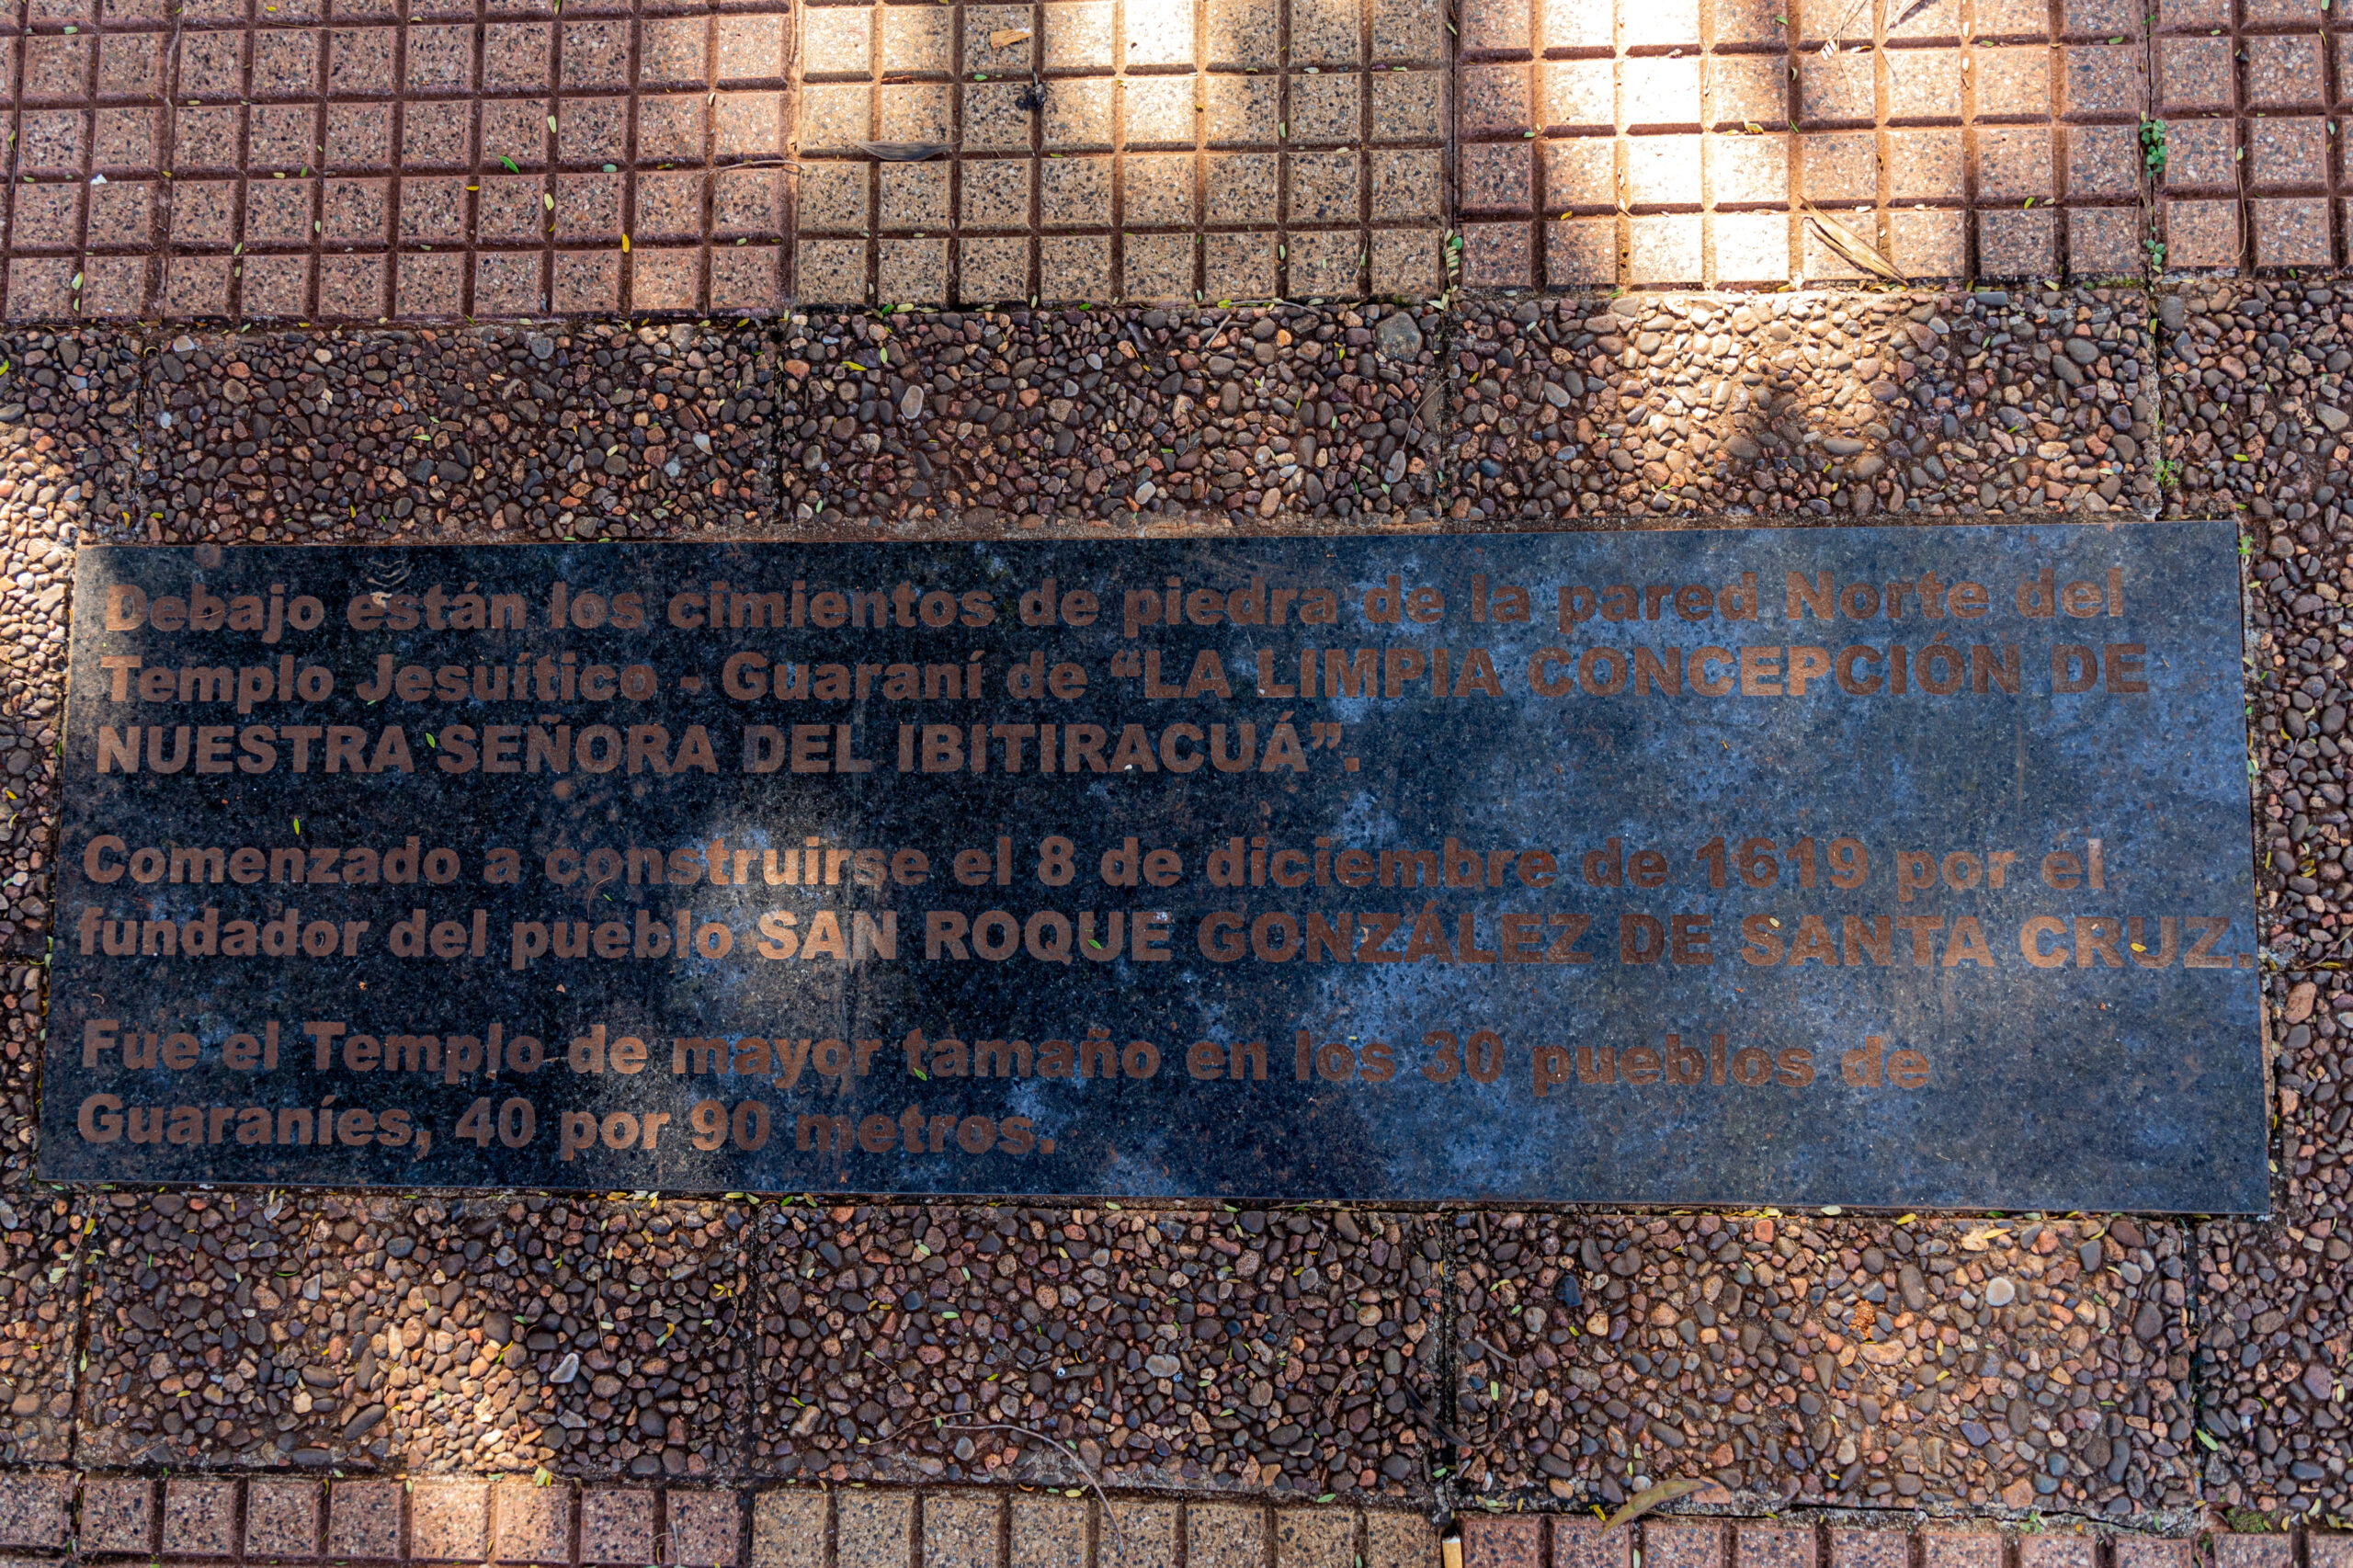 Debajo están los cimientos de piedra de la pared Norte del
Templo Jesuítico - Guaraní de “LA LIMPIA CONCEPCIÓN DE
NUESTRA SEÑORA DEL IBITIRACUÁ”.
Comenzado a construirse el 8 de diciembre de 1619 por el
fundador del pueblo SAN ROQUE GONZÁLEZ DE SANTA CRUZ.
Fue el Templo de mayor tamaño en los 30 pueblos de
Guaraníes, 40 por 90 metros.